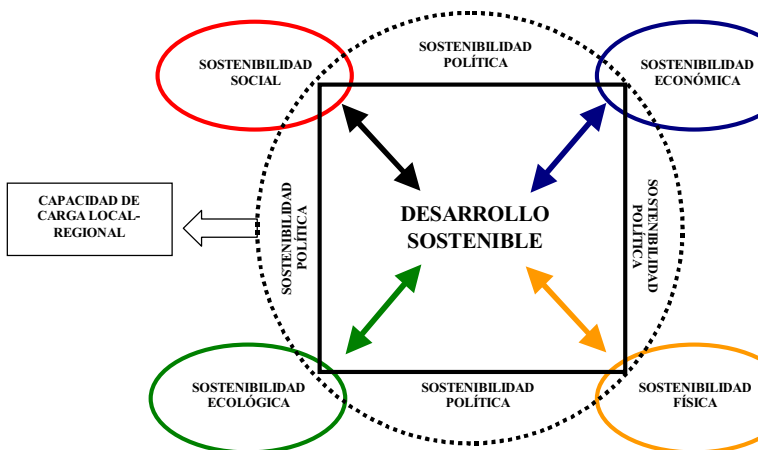 SOSTENIBILIDAD
POLÍTICA
SOSTENIBILIDAD
SOCIAL
SOSTENIBILIDAD
ECONÓMICA
CAPACIDAD DE
CARGA LOCAL-
REGIONAL
SOSTENIBILIDAD
POLÍTICA
DESARROLLO
SOSTENIBLE
SOSTENIBILIDAD
POLÍTICA
SOSTENIBILIDAD
ECOLÓGICA
SOSTENIBILIDAD
POLÍTICA
SOSTENIBILIDAD
FÍSICA